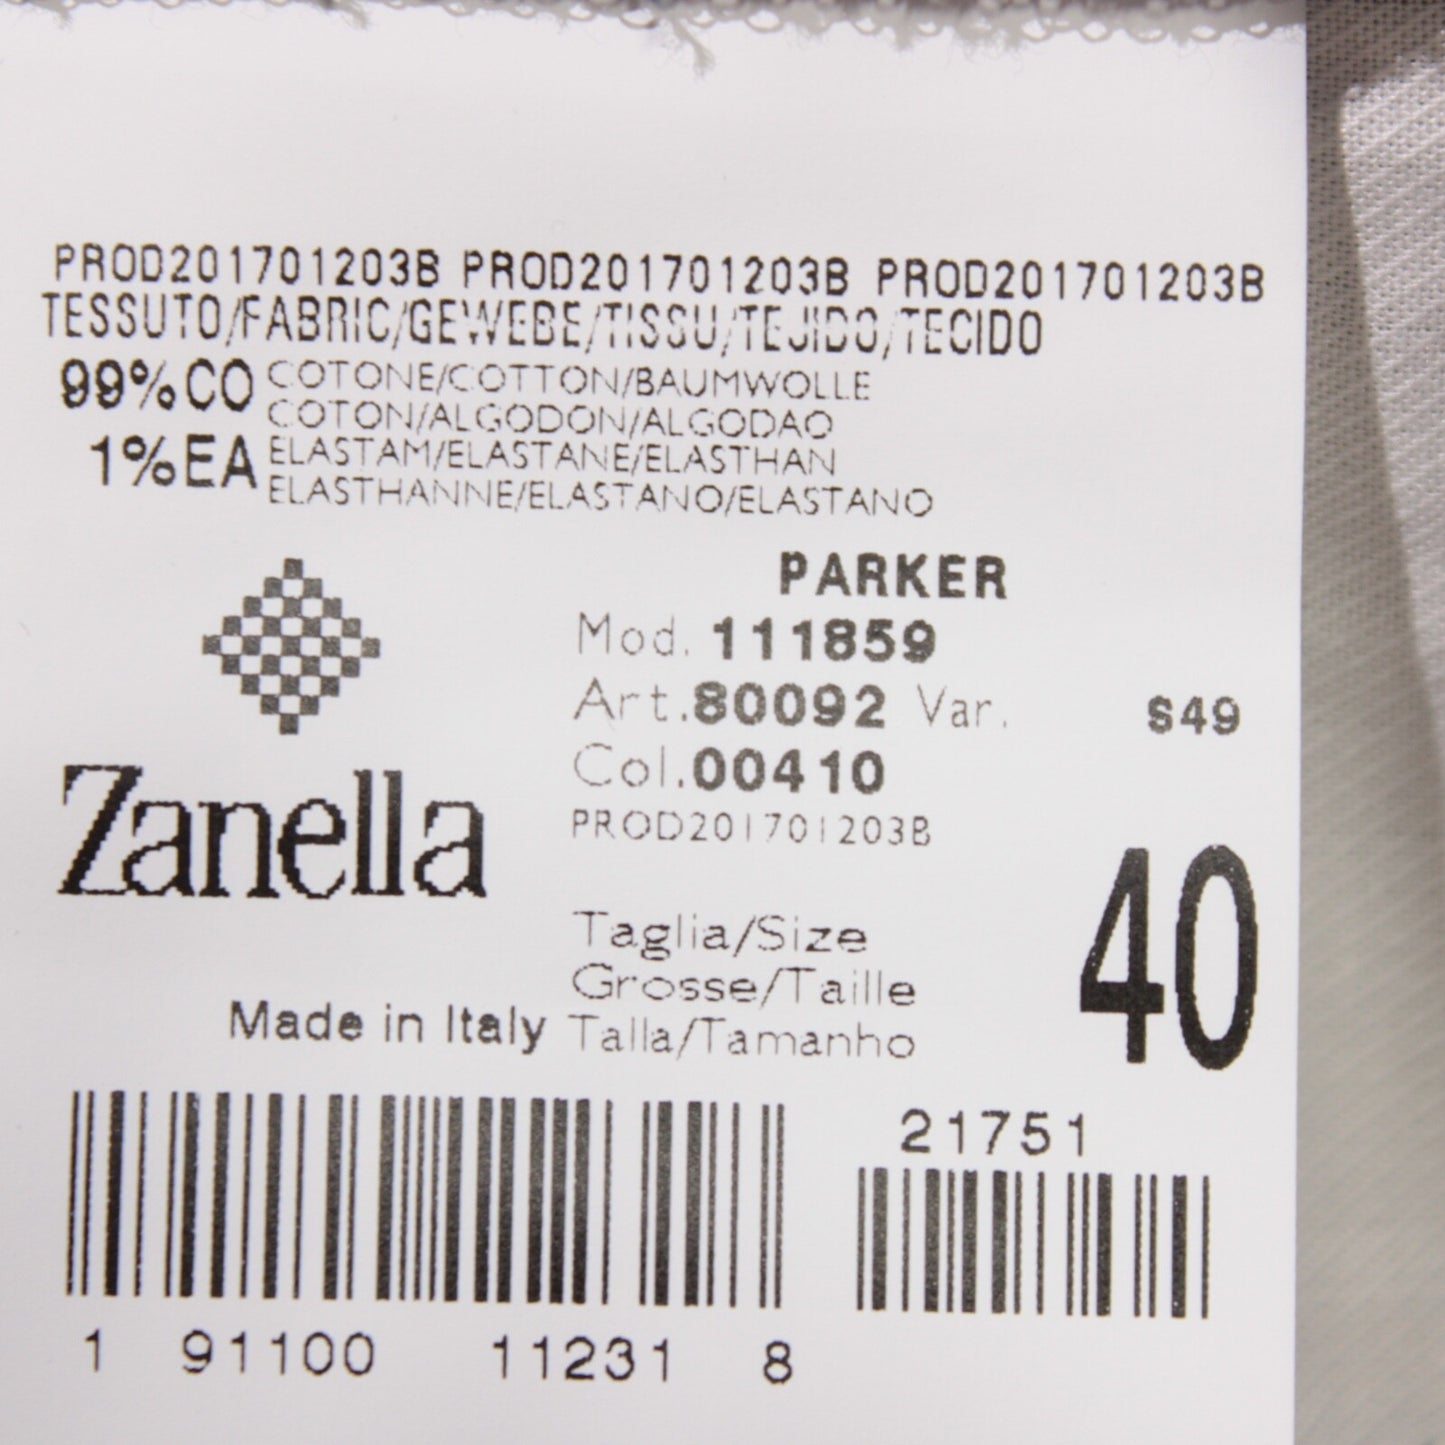 PROD201701203B PROD201701203B PROD201701203B
TESSUTO/FABRIC/GEWEBE/TISSU/TEJIDO/TECIDO
99%CO COTONE/COTTON/BAUMWOLLE
COTON/ALGODON/ALGODAO
1%EA ELASTAM/ELASTANE/ELASTHAN
ELASTHANNE/ELASTANO/ELASTANO
PARKER
Mod. 111859
Art.80092 Var. S49
Col.00410
PROD201701203B
Zanella
Taglia/Size
Grosse/Taille
Talla/Tamanho
40
Made in Italy
21751
1 91100 11231 8